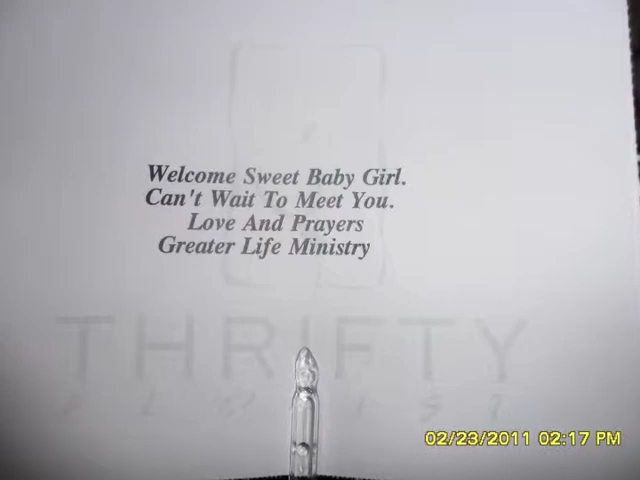 Welcome Sweet Baby Girl.
Can't Wait To Meet You.
Love And Prayers
Greater Life Ministry
THRIFTY
FLORIST
02/23/2011 02:17 PM